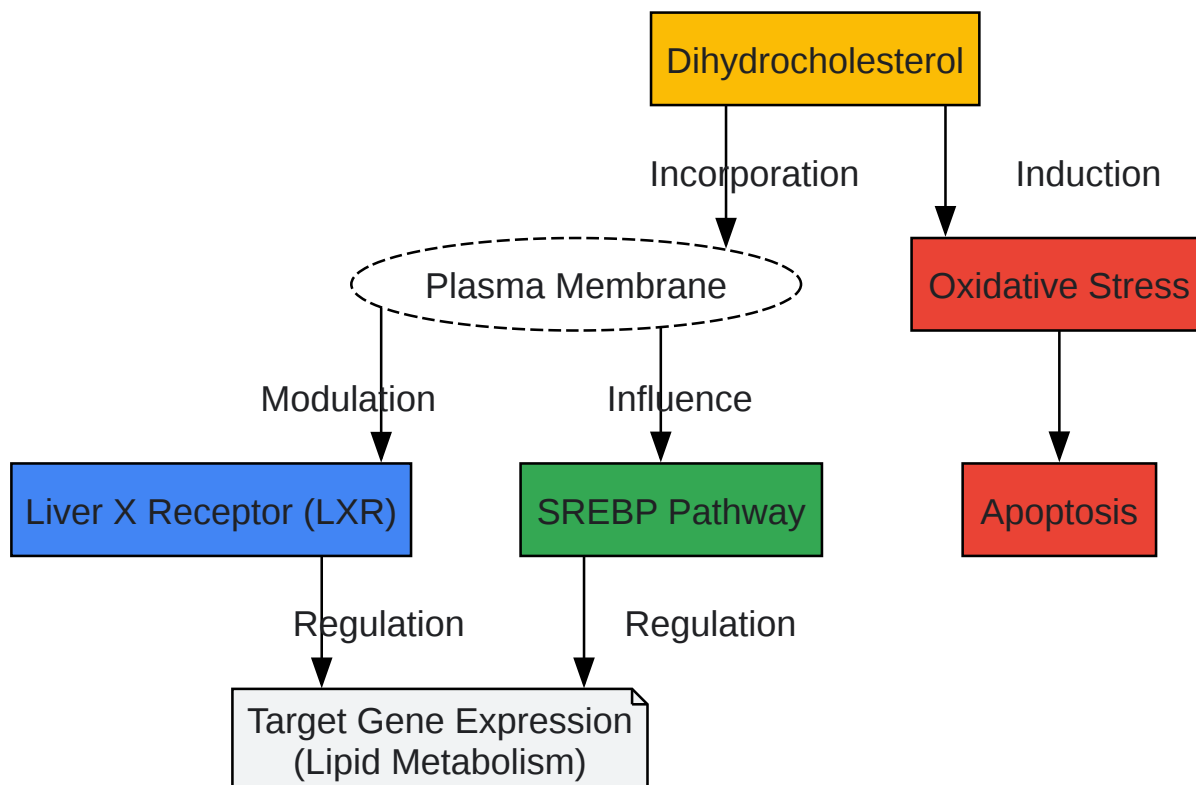 Dihydrocholesterol
Incorporation
Induction
Plasma Membrane
Oxidative Stress
Modulation
Influence
Liver X Receptor (LXR)
SREBP Pathway
Apoptosis
Regulation
Regulation
Target Gene Expression
(Lipid Metabolism)